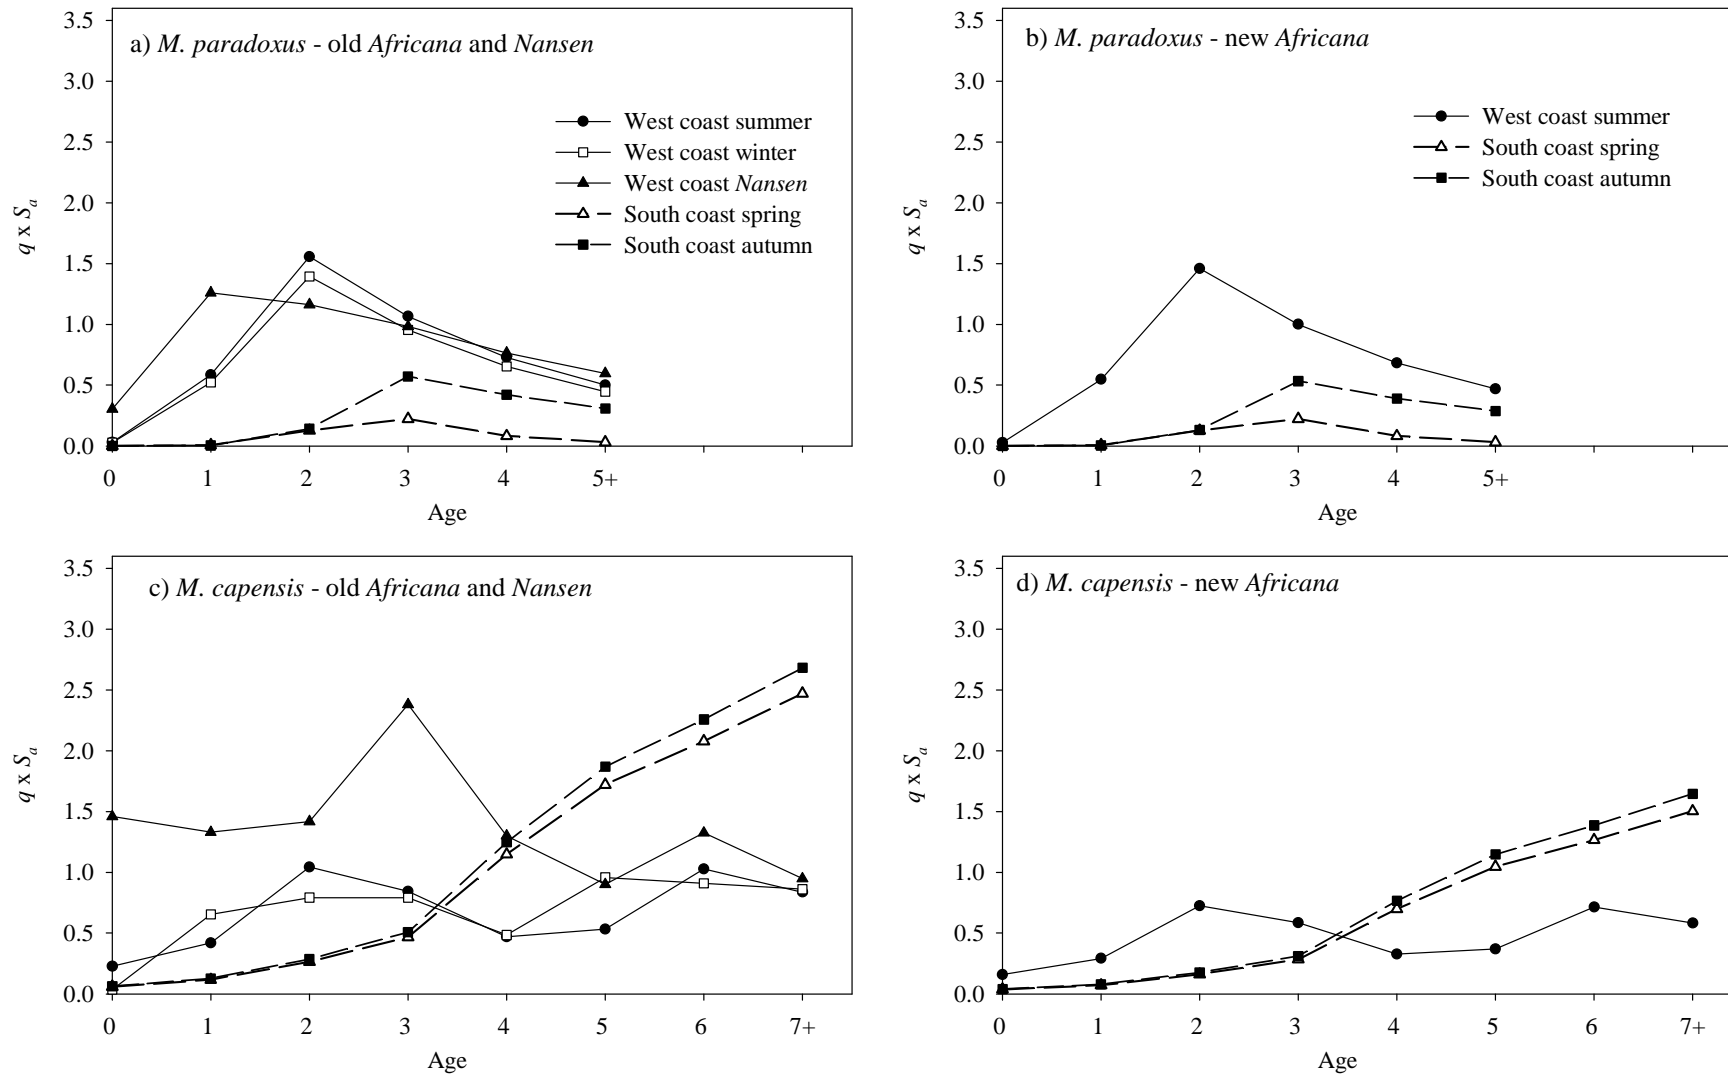 a) M. paradoxus - old Africana and Nansen
3.5
3.0
2.5
2.0
1.5
1.0
0.5
0.0
q x Sa
West coast summer
West coast winter
West coast Nansen
South coast spring
South coast autumn
0 1 2 3 4 5+
Age
b) M. paradoxus - new Africana
3.5
3.0
2.5
2.0
1.5
1.0
0.5
0.0
q x Sa
West coast summer
South coast spring
South coast autumn
0 1 2 3 4 5+
Age
c) M. capensis - old Africana and Nansen
3.5
3.0
2.5
2.0
1.5
1.0
0.5
0.0
q x Sa
0 1 2 3 4 5 6 7+
Age
d) M. capensis - new Africana
3.5
3.0
2.5
2.0
1.5
1.0
0.5
0.0
q x Sa
0 1 2 3 4 5 6 7+
Age